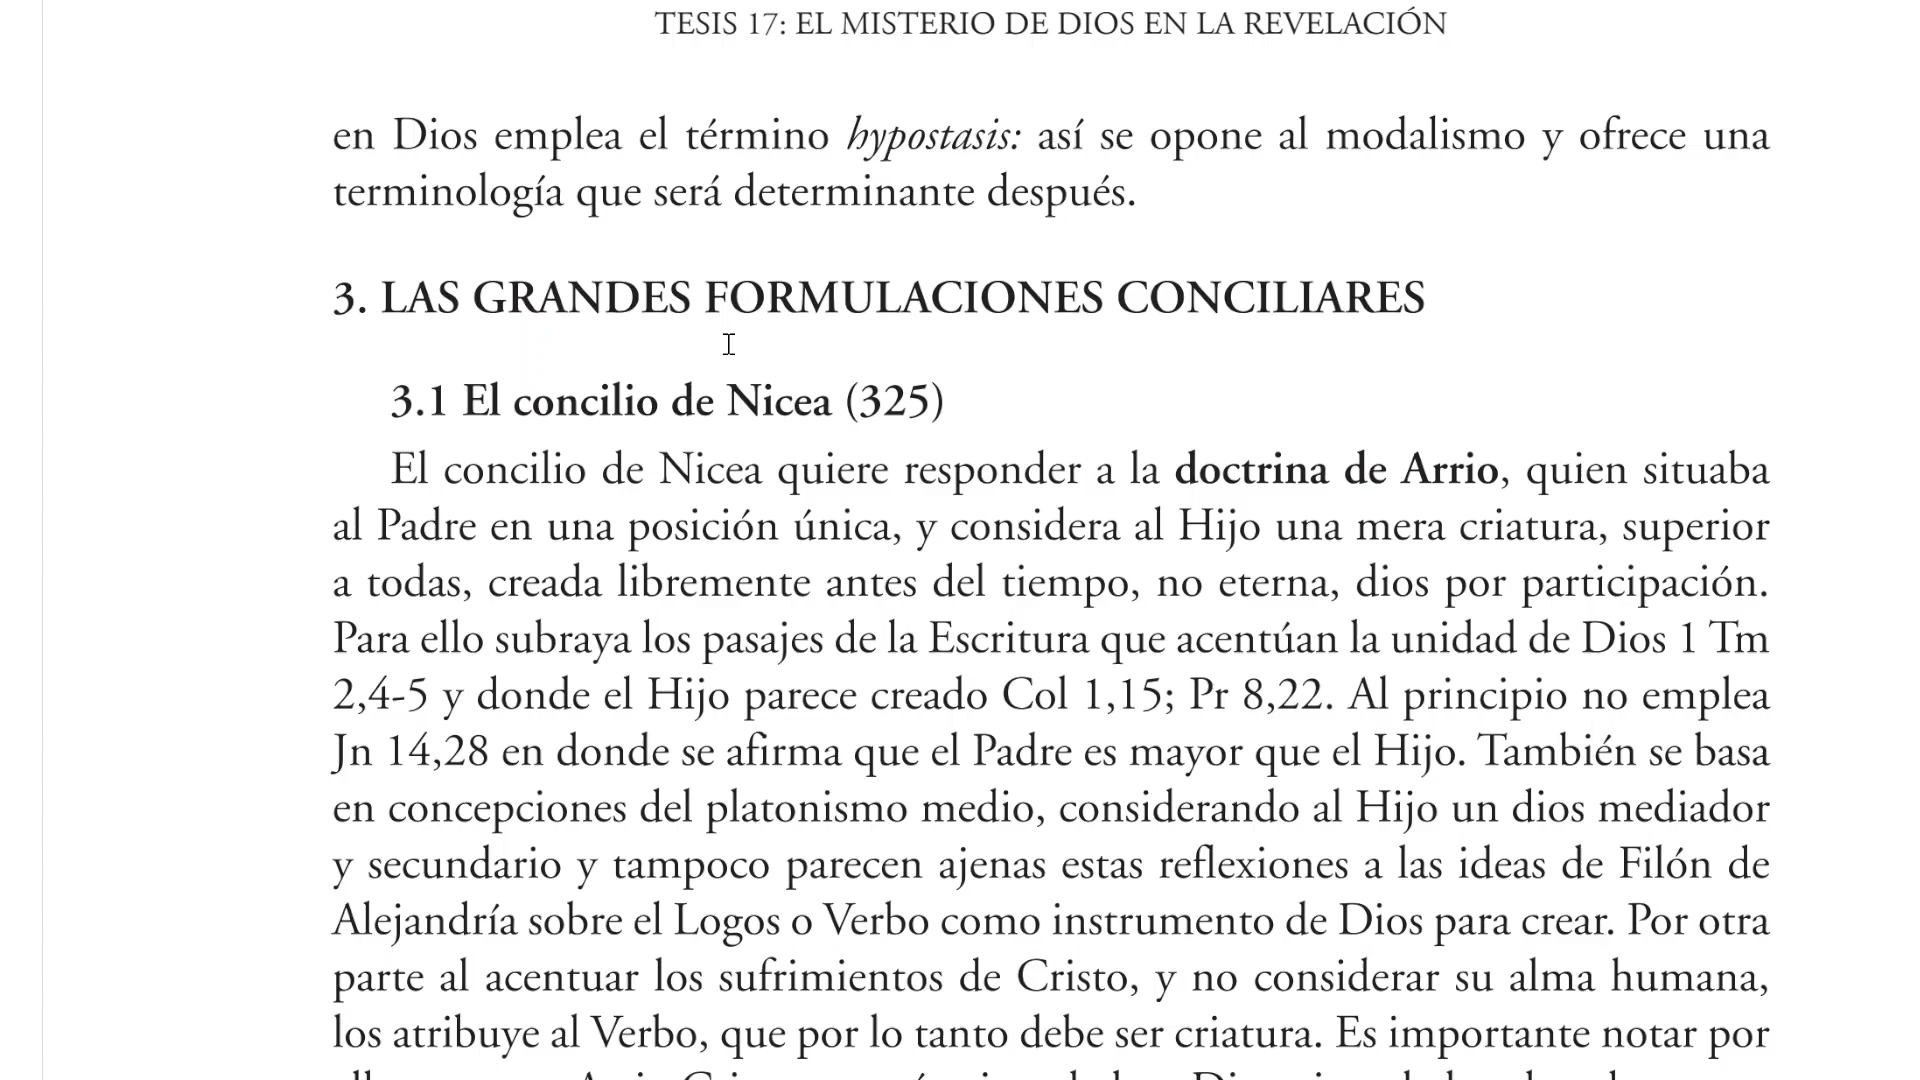 TESIS 17: EL MISTERIO DE DIOS EN LA REVELACIÓN
en Dios emplea el término hypostasis: así se opone al modalismo y ofrece una
terminología que será determinante después.
3. LAS GRANDES FORMULACIONES CONCILIARES
3.1 El concilio de Nicea (325)
El concilio de Nicea quiere responder a la doctrina de Arrio, quien situaba
al Padre en una posición única, y considera al Hijo una mera criatura, superior
a todas, creada libremente antes del tiempo, no eterna, dios por participación.
Para ello subraya los pasajes de la Escritura que acentúan la unidad de Dios 1 Tm
2,4-5 y donde el Hijo parece creado Col 1,15; Pr 8,22. Al principio no emplea
Jn 14,28 en donde se afirma que el Padre es mayor que el Hijo. También se basa
en concepciones del platonismo medio, considerando al Hijo un dios mediador
y secundario y tampoco parecen ajenas estas reflexiones a las ideas de Filón de
Alejandría sobre el Logos o Verbo como instrumento de Dios para crear. Por otra
parte al acentuar los sufrimientos de Cristo, y no considerar su alma humana,
los atribuye al Verbo, que por lo tanto debe ser criatura. Es importante notar por